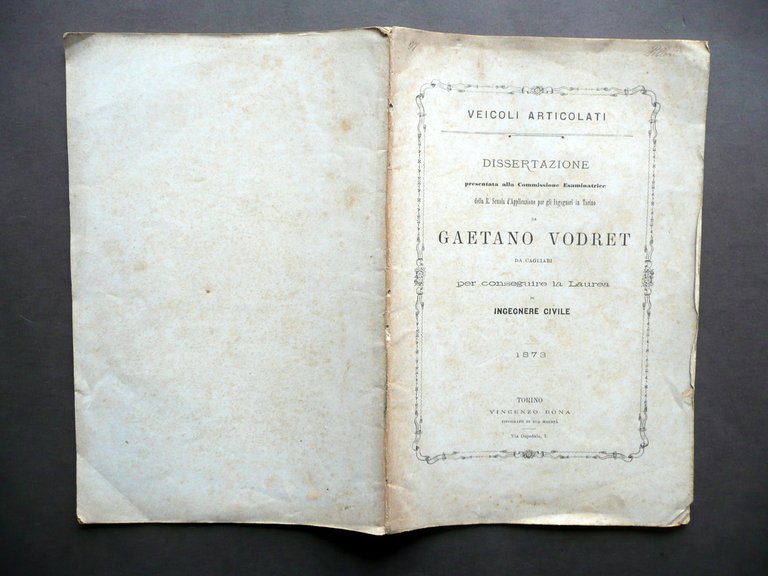 VEICOLI ARTICOLATI
DISSERTAZIONE
presentata alla Commissione Esaminatrice
della R. Scuola d'Applicazione per gli Ingegneri in Torino
DA
GAETANO VODRET
DA CAGLIARI
per conseguire la Laurea
DI
INGEGNERE CIVILE
1873
TORINO
VINCENZO BONA
TIPOGRAFO DI SUA MAESTÀ
Via Ospedale, 3